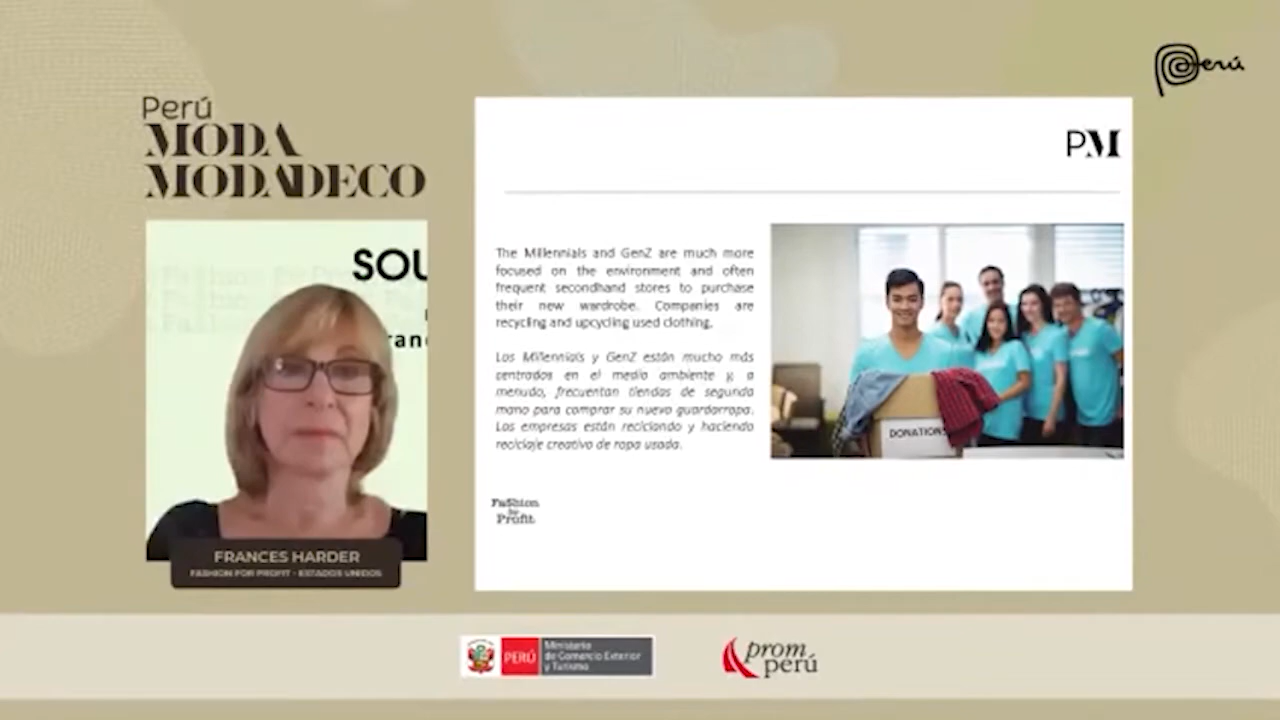 Perú
Perú
MODA
MODADECO
PM
SOU
ran
The Millennials and GenZ are much more
focused on the environment and often
frequent secondhand stores to purchase
their new wardrobe. Companies are
recycling and upcycling used clothing.
Los Millennials y GenZ están mucho más
centrados en el medio ambiente y, a
menudo, frecuentan tiendas de segunda
mano para comprar su nuevo guardarropa.
Las empresas están reciclando y haciendo
reciclaje creativo de ropa usada.
DONATIONS
Fashion
for
Profit
FRANCES HARDER
FASHION FOR PROFIT - ESTADOS UNIDOS
PERÚ
Ministerio
de Comercio Exterior
y Turismo
prom
perú